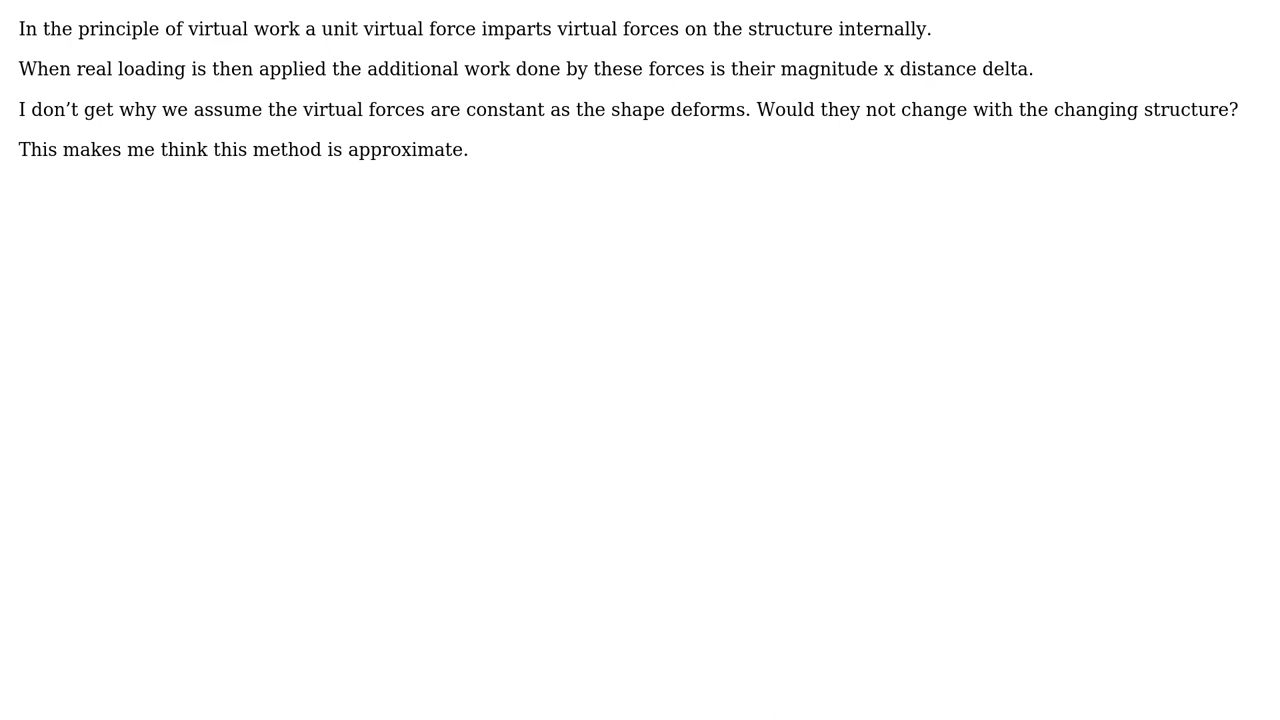 In the principle of virtual work a unit virtual force imparts virtual forces on the structure internally.
When real loading is then applied the additional work done by these forces is their magnitude x distance delta.
I don’t get why we assume the virtual forces are constant as the shape deforms. Would they not change with the changing structure?
This makes me think this method is approximate.